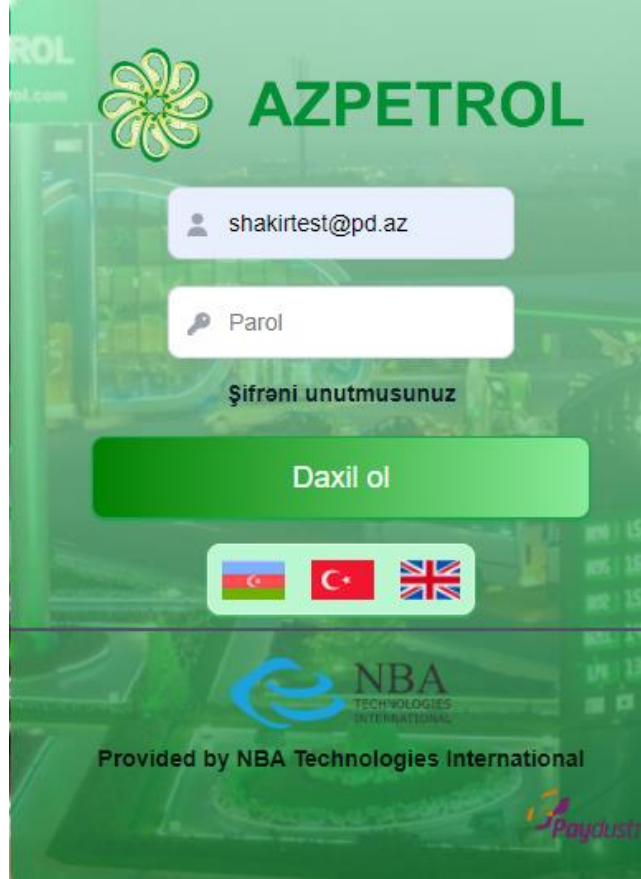 AZPETROL
shakirtest@pd.az
Parol
Şifrəni unutmusunuz
Daxil ol
NBA
TECHNOLOGIES
INTERNATIONAL
Provided by NBA Technologies International